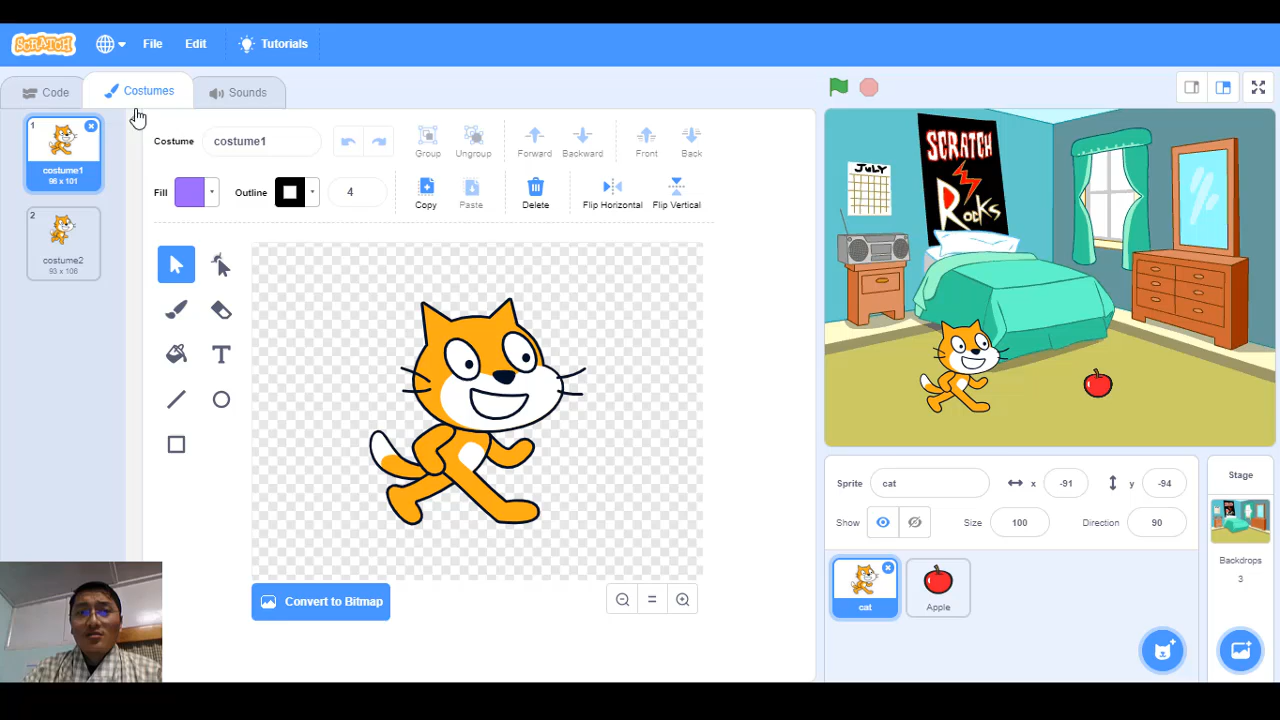 SCRATCH
File
Edit
Tutorials
Code
Costumes
Sounds
1
costume1
96 x 101
2
costume2
93 x 108
Costume
costume1
Group
Ungroup
Forward
Backward
Front
Back
Fill
Outline
4
Copy
Paste
Delete
Flip Horizontal
Flip Vertical
Convert to Bitmap
JULY
SCRATCH
Rocks
Sprite
cat
x
-91
y
-94
Show
Size
100
Direction
90
cat
Apple
Stage
Backdrops
3